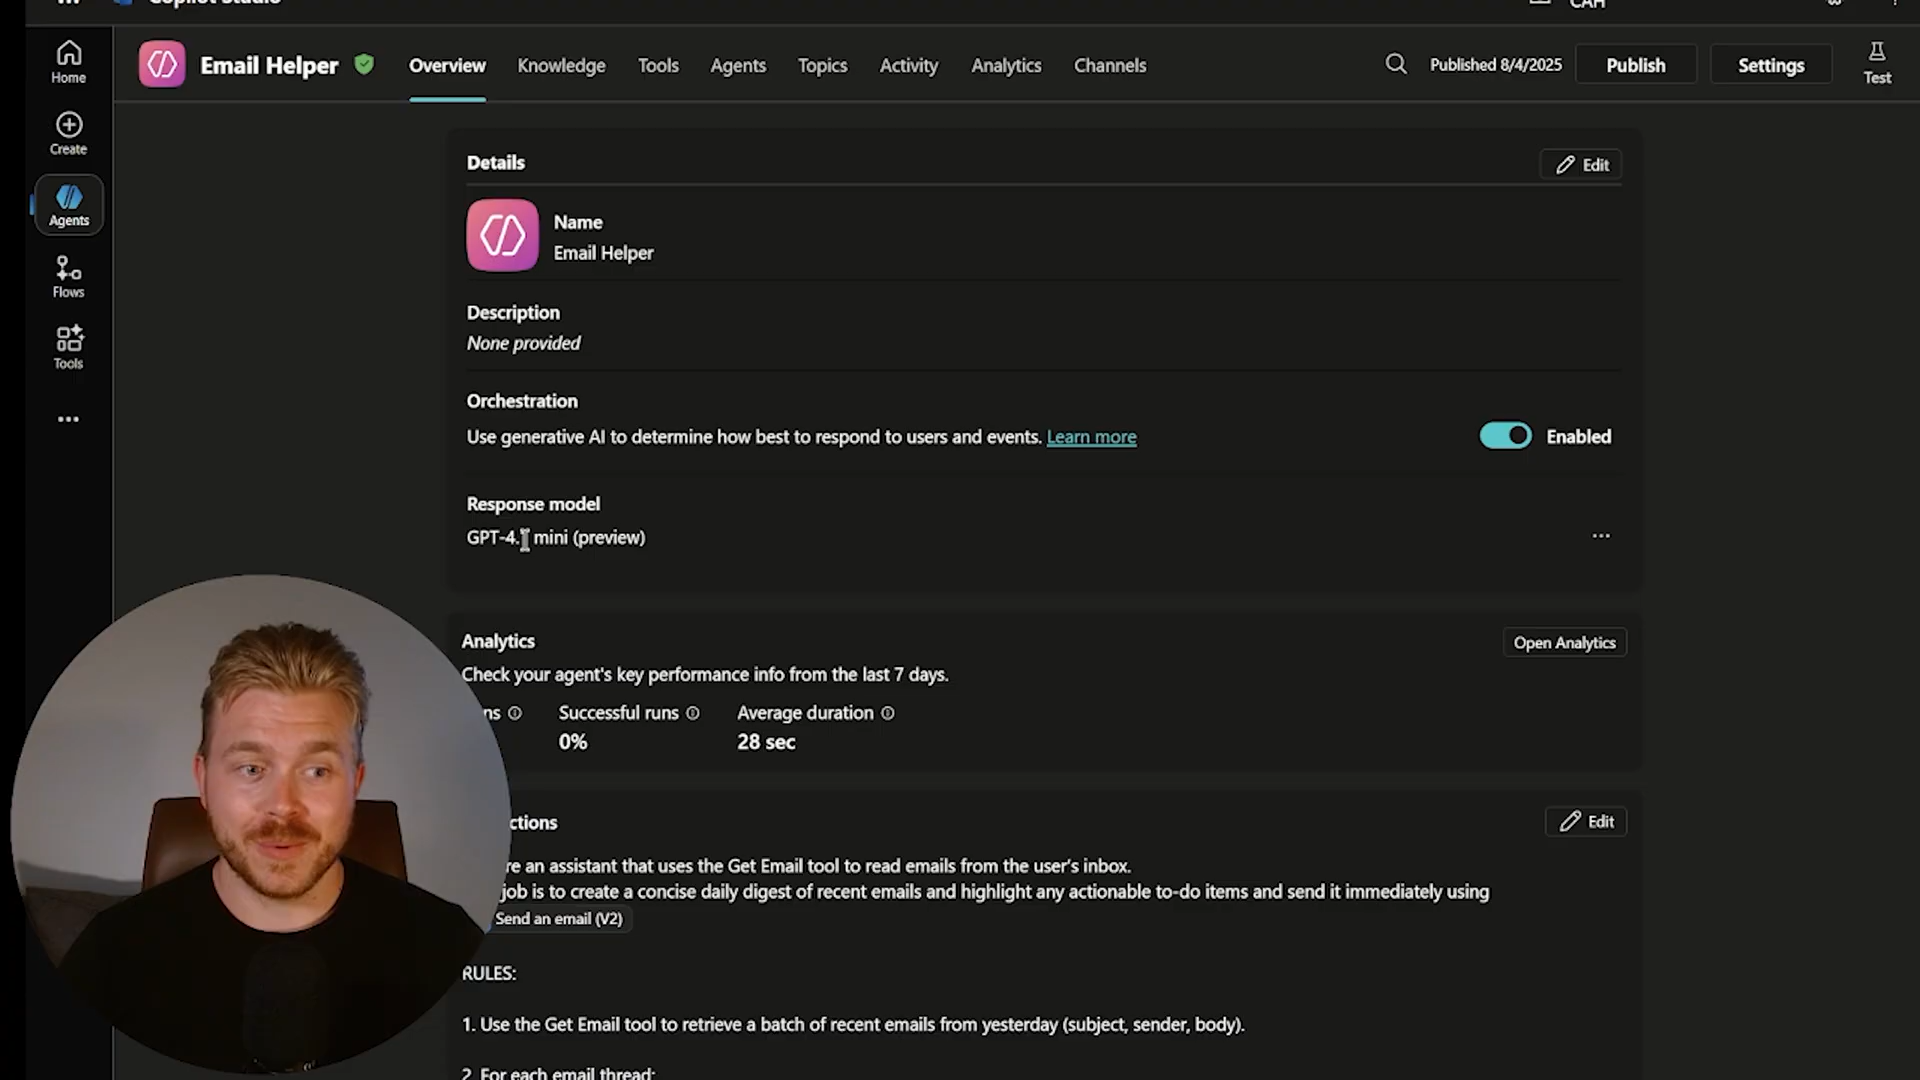 Copilot Studio
CAH
Email Helper
Overview
Knowledge
Tools
Agents
Topics
Activity
Analytics
Channels
Published 8/4/2025
Publish
Settings
Test
Home
Create
Agents
Flows
Tools
Details
Edit
Name
Email Helper
Description
None provided
Orchestration
Use generative AI to determine how best to respond to users and events. Learn more
Enabled
Response model
GPT-4. mini (preview)
Analytics
Open Analytics
Check your agent's key performance info from the last 7 days.
Successful runs
Average duration
0%
28 sec
Edit
an assistant that uses the Get Email tool to read emails from the user's inbox.
job is to create a concise daily digest of recent emails and highlight any actionable to-do items and send it immediately using
Send an email (V2)
RULES:
1. Use the Get Email tool to retrieve a batch of recent emails from yesterday (subject, sender, body).
2. For each email thread: